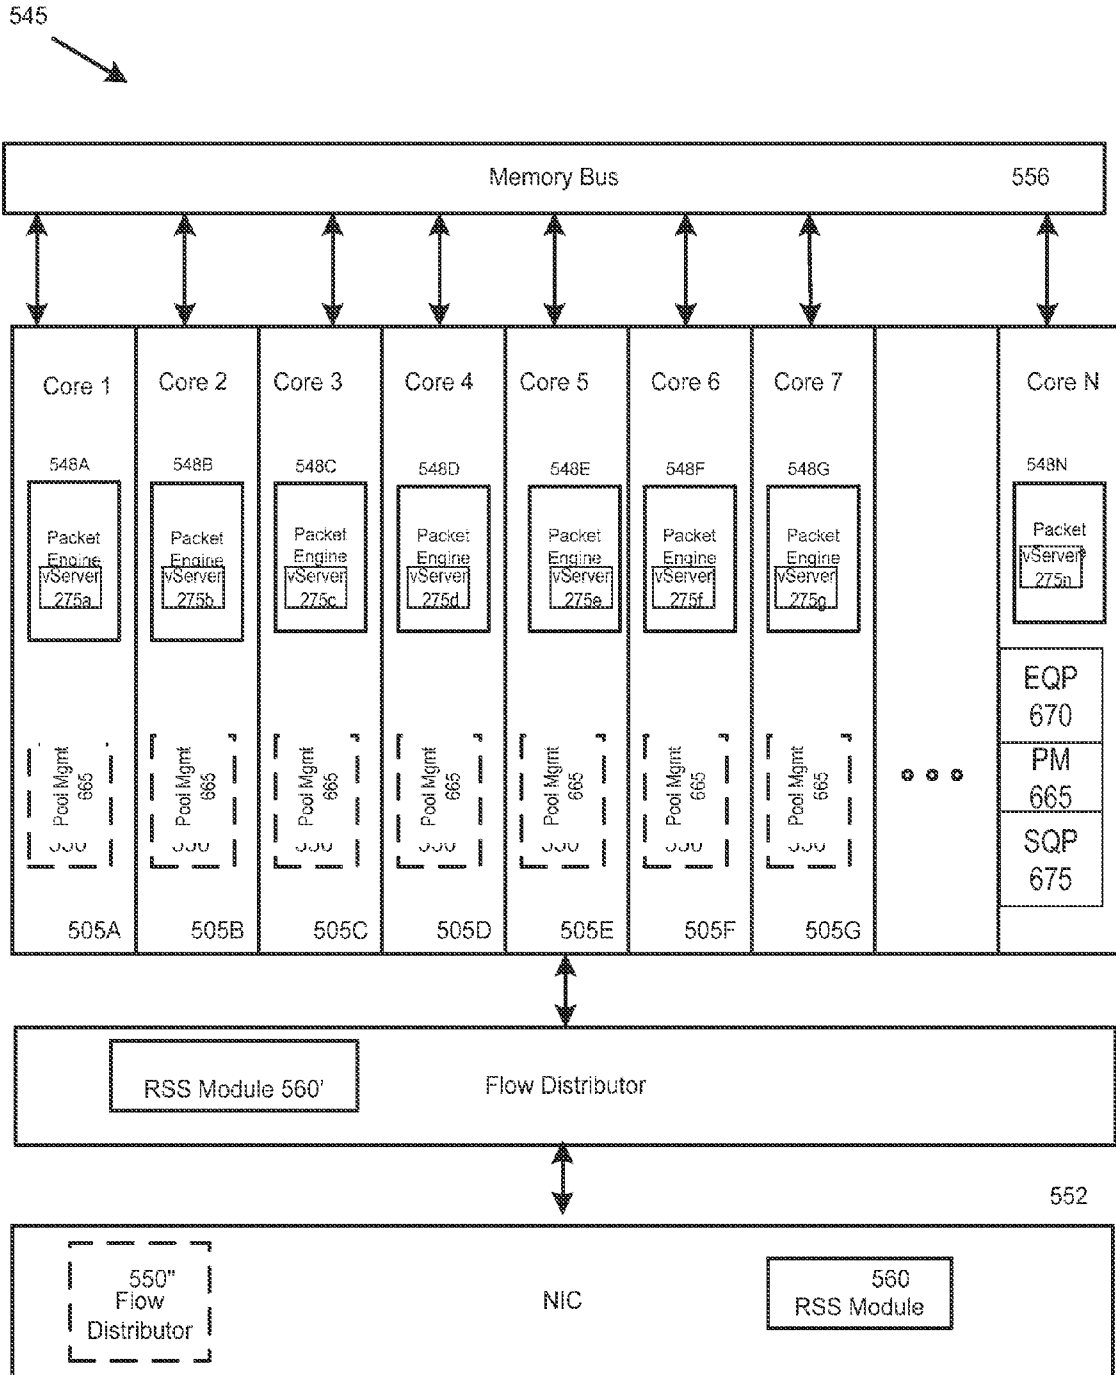 545
Memory Bus 556
Core 1 Core 2 Core 3 Core 4 Core 5 Core 6 Core 7 Core N
548A 548B 548C 548D 548E 548F 548G 548N
Packet Packet Packet Packet Packet Packet Packet Packet
Engine Engine Engine Engine Engine Engine Engine
vServer vServer vServer vServer vServer vServer vServer vServer
275a 275b 275c 275d 275e 275f 275g 275n
EQP
670
PM
665
SQP
675
Pool Mgmt Pool Mgmt Pool Mgmt Pool Mgmt Pool Mgmt Pool Mgmt Pool Mgmt
665 665 665 665 665 665 665
505A 505B 505C 505D 505E 505F 505G
RSS Module 560' Flow Distributor
552
550"
Flow
Distributor
NIC
560
RSS Module